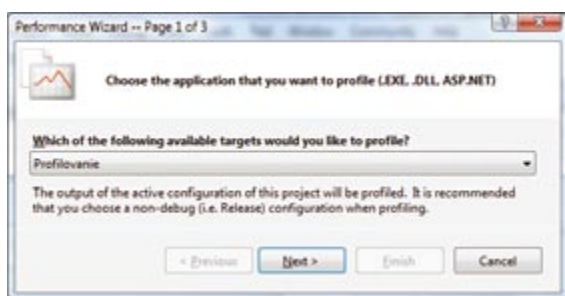 Performance Wizard -- Page 1 of 3
Choose the application that you want to profile (.EXE, .DLL, ASP.NET)
Which of the following available targets would you like to profile?
Profilovanie
The output of the active configuration of this project will be profiled. It is recommended
that you choose a non-debug (i.e. Release) configuration when profiling.
< Previous
Next >
Finish
Cancel